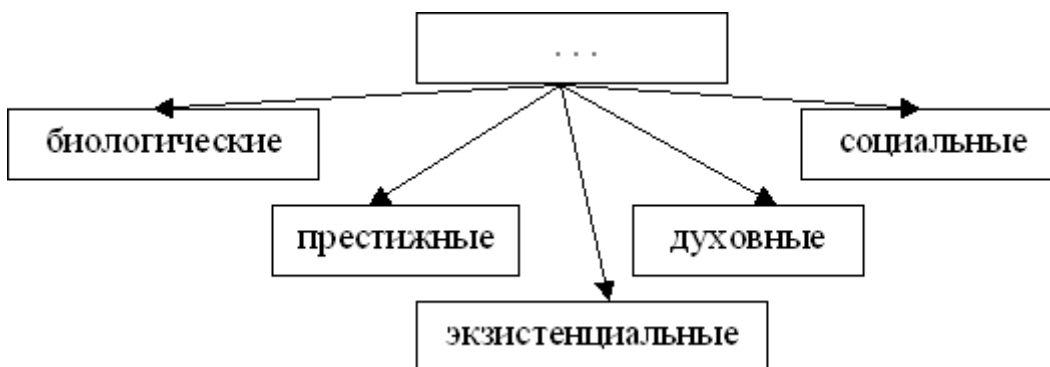 . . .
биологические
социальные
престижные
духовные
экзистенциальные